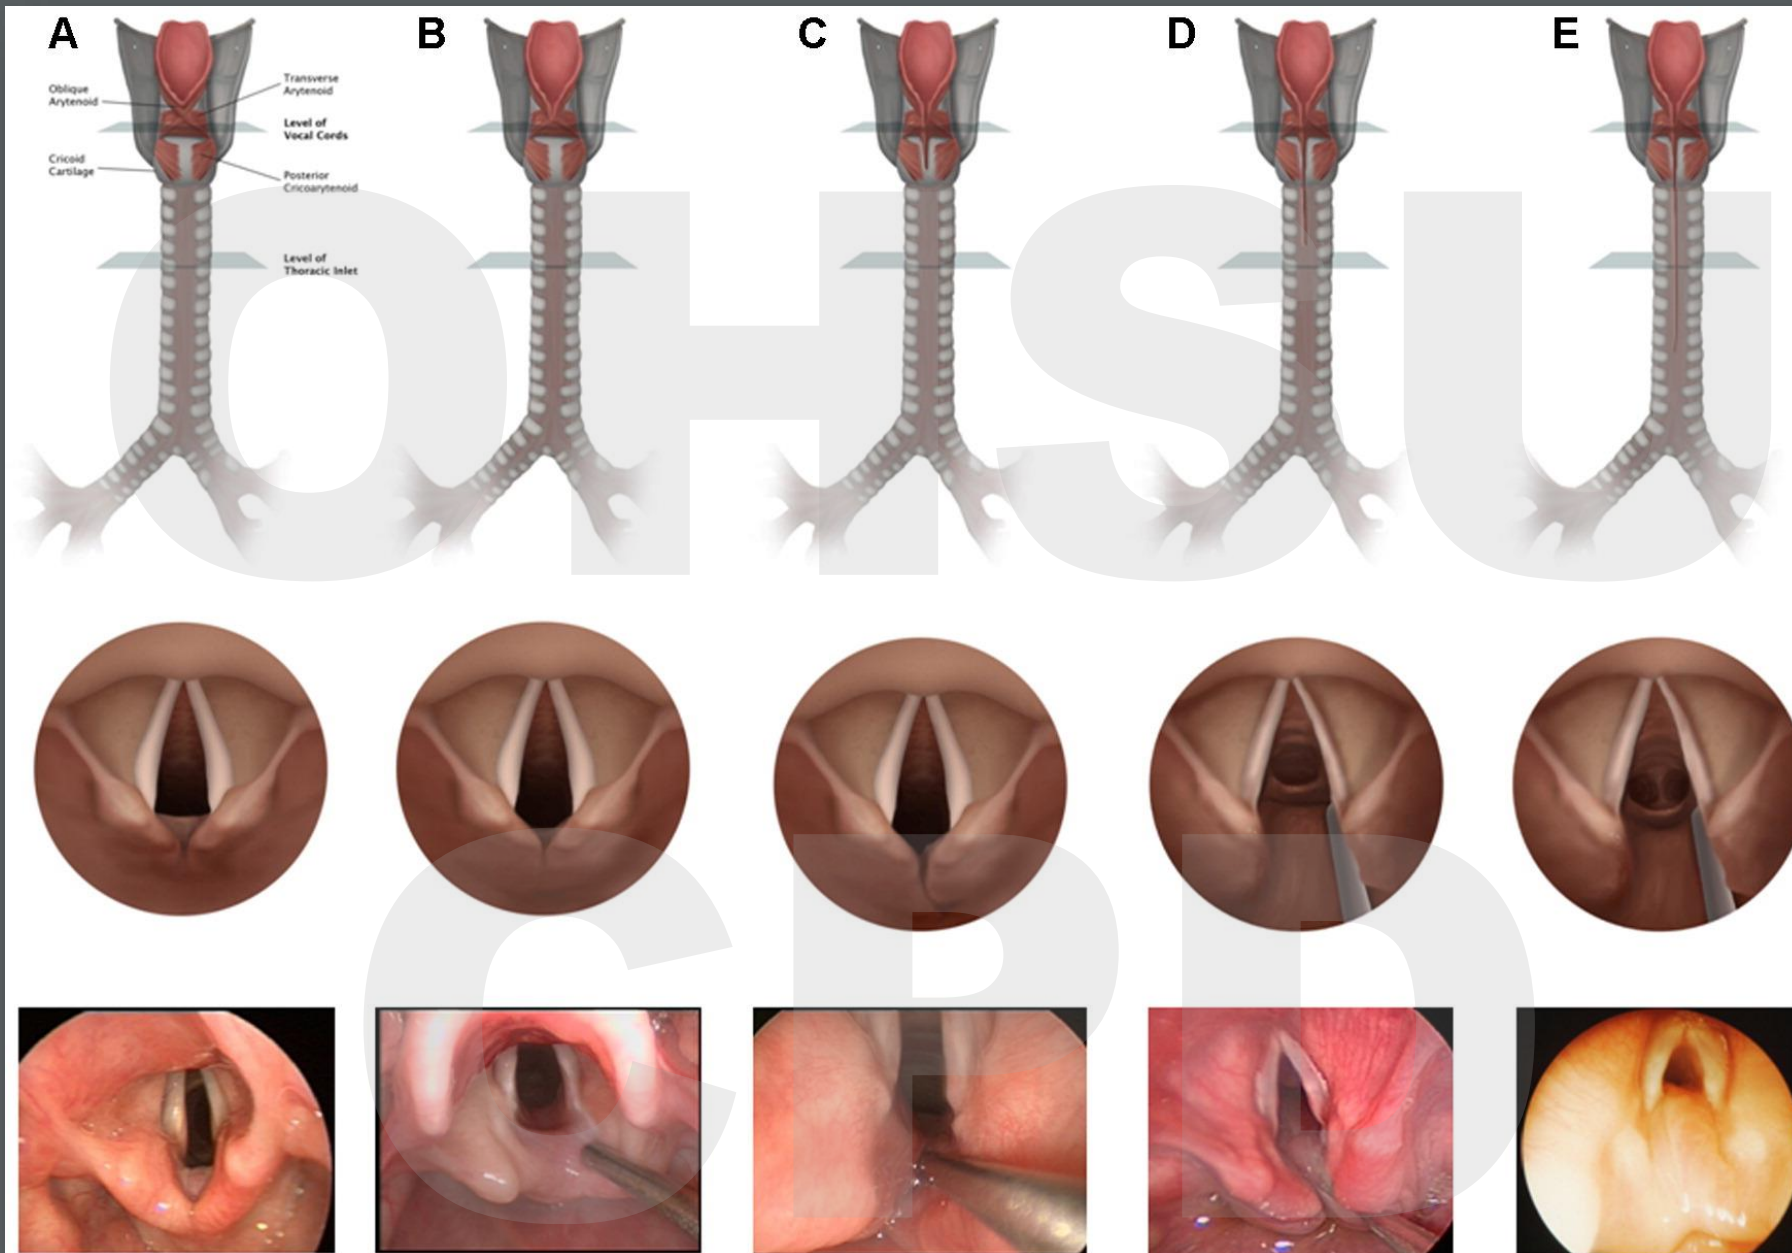 A
B
C
D
E
Oblique
Arytenoid
Transverse
Arytenoid
Level of
Vocal Cords
Cricoid
Cartilage
Posterior
Cricoarytenoid
Level of
Thoracic Inlet
OHSU
CPD